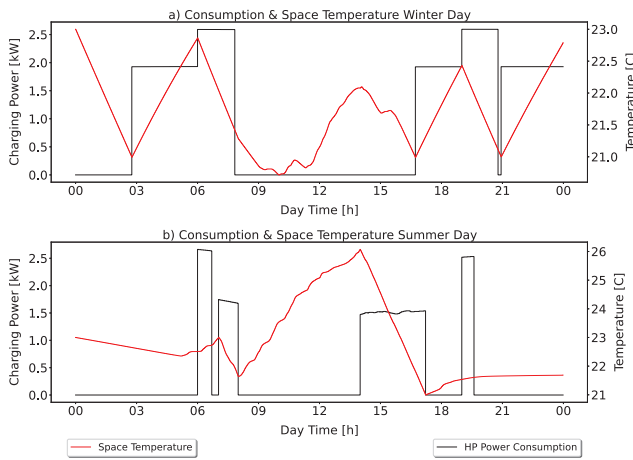 a) Consumption & Space Temperature Winter Day
Charging Power [kW]
2.5
2.0
1.5
1.0
0.5
0.0
23.0
22.5
22.0
21.5
21.0
Temperature [C]
00 03 06 09 12 15 18 21 00
Day Time [h]
b) Consumption & Space Temperature Summer Day
Charging Power [kW]
2.5
2.0
1.5
1.0
0.5
0.0
26
25
24
23
22
21
Temperature [C]
00 03 06 09 12 15 18 21 00
Day Time [h]
Space Temperature
HP Power Consumption